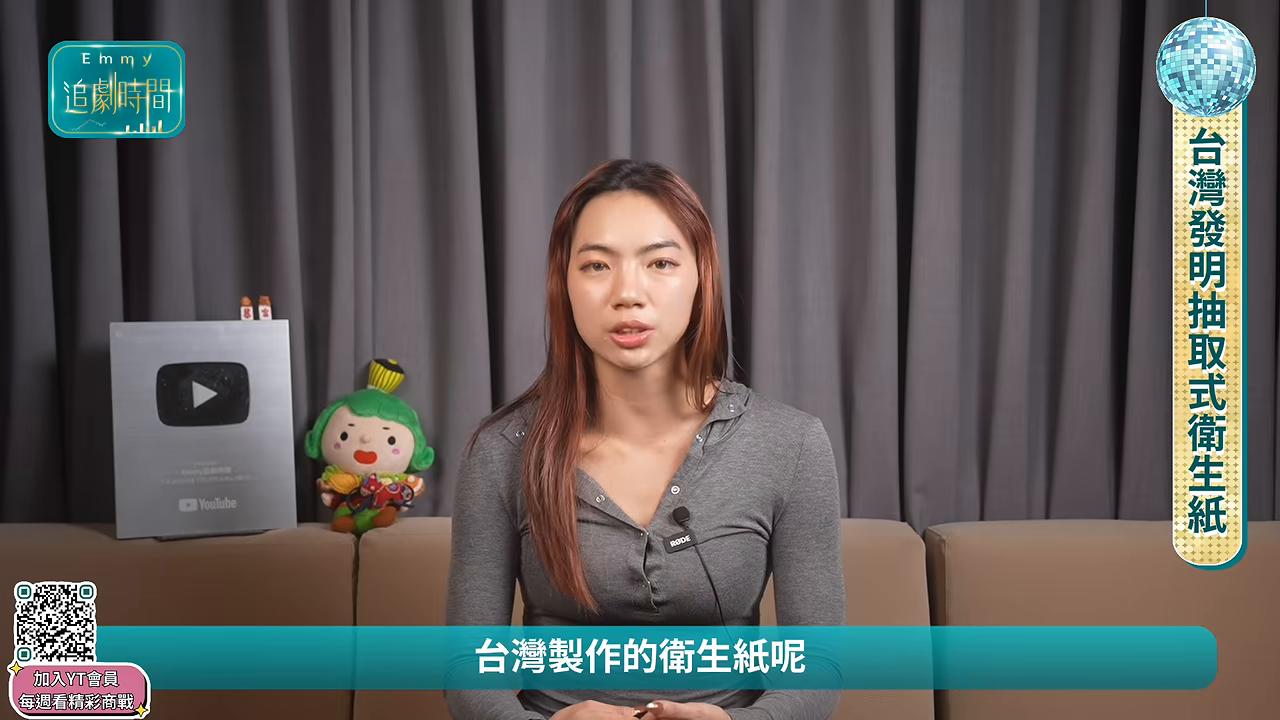 Emmy
追劇時間
台灣發明抽取式衛生紙
YouTube
RØDE
台灣製作的衛生紙呢
加入YT會員
每週看精彩商戰